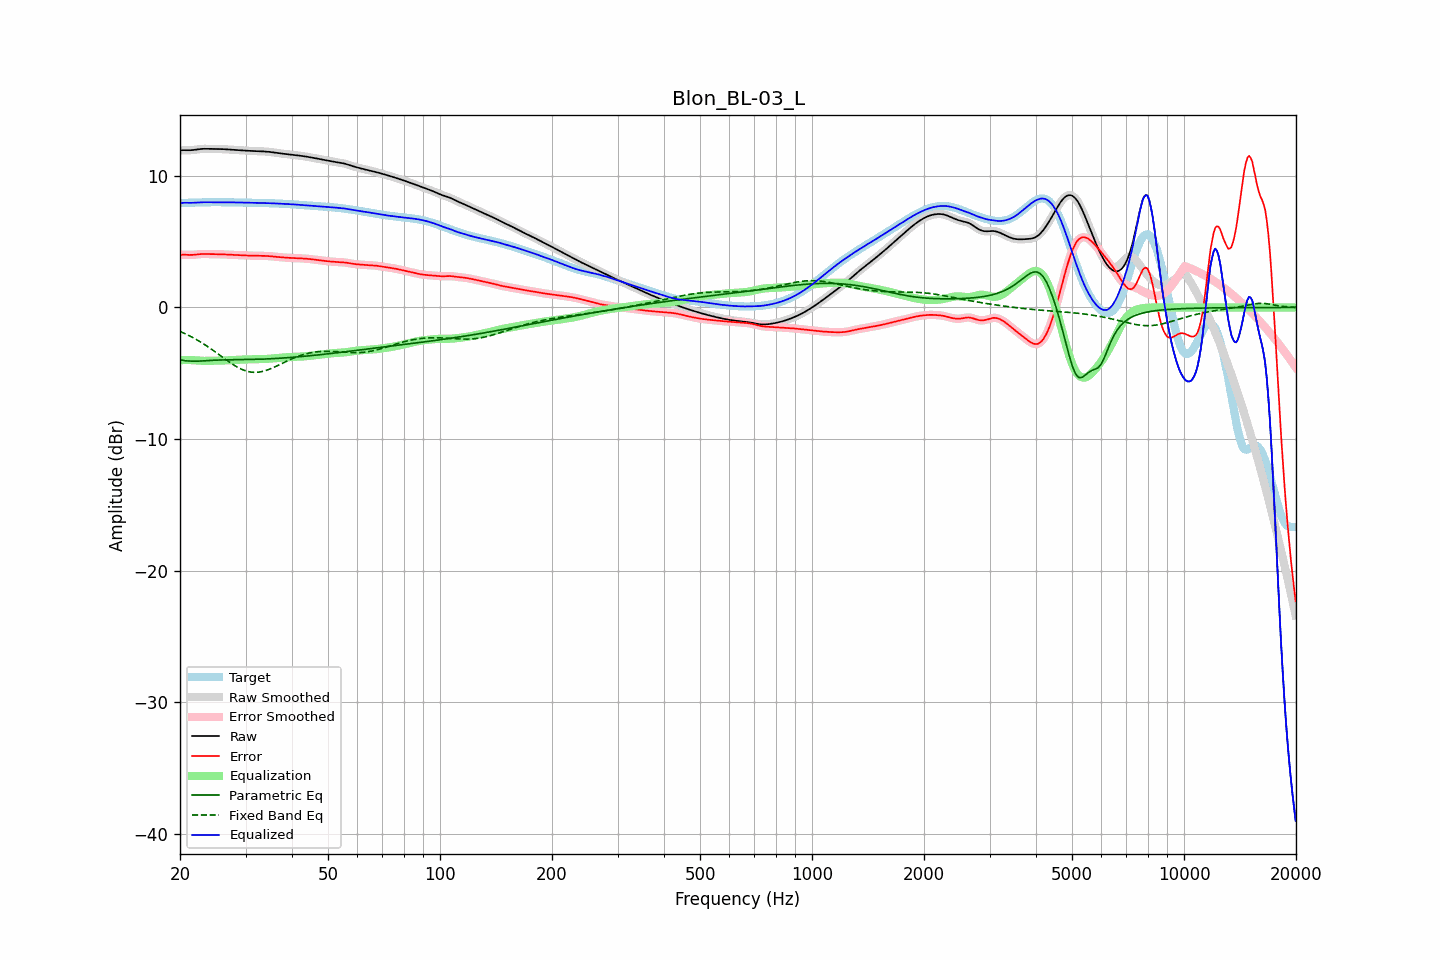 Blon_BL-03_L
Amplitude (dBr)
10
0
−10
−20
−30
−40
Target
Raw Smoothed
Error Smoothed
Raw
Error
Equalization
Parametric Eq
Fixed Band Eq
Equalized
20 50 100 200 500 1000 2000 5000 10000 20000
Frequency (Hz)